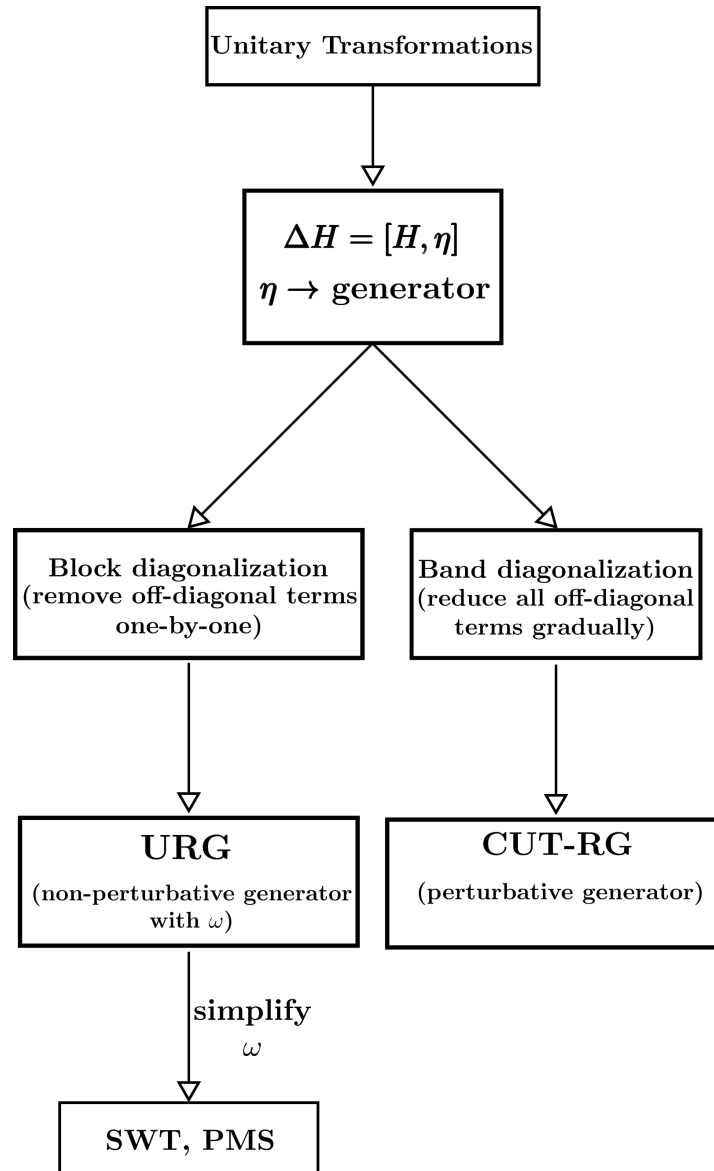 Unitary Transformations
ΔH = [H, η]
η → generator
Block diagonalization
(remove off-diagonal terms
one-by-one)
Band diagonalization
(reduce all off-diagonal
terms gradually)
URG
(non-perturbative generator
with ω)
CUT-RG
(perturbative generator)
simplify
ω
SWT, PMS